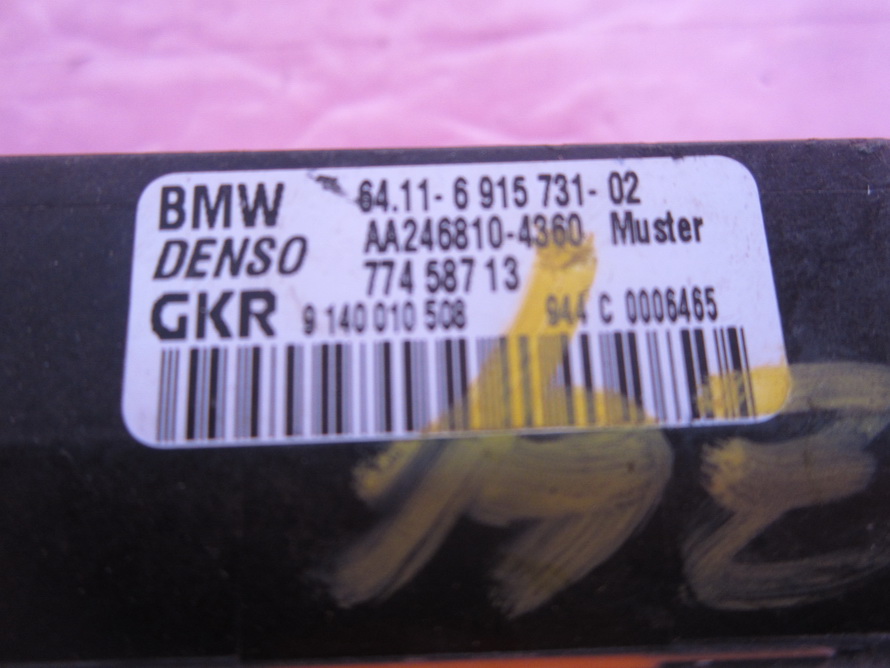 BMW 64.11- 6 915 731- 02
DENSO AA246810-4360 Muster
774 587 13
GKR 9 140 010 508 944 C 0006465